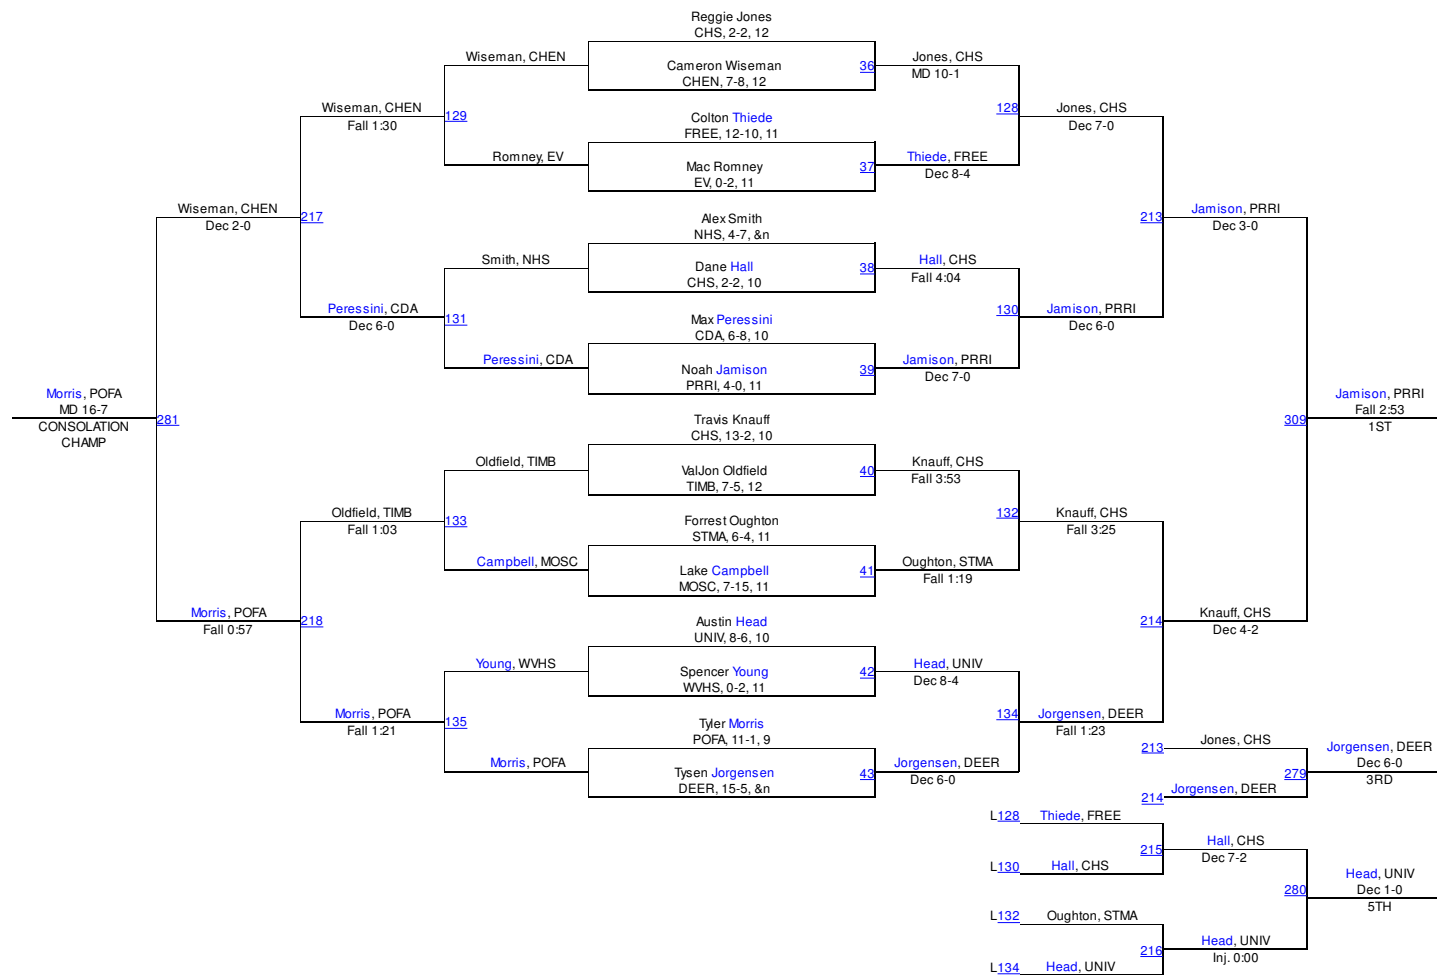 Reggie Jones
CHS, 2-2, 12
Wiseman, CHEN
Cameron Wiseman
CHEN, 7-8, 12
36
Jones, CHS
MD 10-1
Wiseman, CHEN
Fall 1:30
129
Colton Thiede
FREE, 12-10, 11
128
Jones, CHS
Dec 7-0
Romney, EV
Mac Romney
EV, 0-2, 11
37
Thiede, FREE
Dec 8-4
Wiseman, CHEN
Dec 2-0
217
Alex Smith
NHS, 4-7, &n
213
Jamison, PRRI
Dec 3-0
Smith, NHS
Dane Hall
CHS, 2-2, 10
38
Hall, CHS
Fall 4:04
Peressini, CDA
Dec 6-0
131
Max Peressini
CDA, 6-8, 10
130
Jamison, PRRI
Dec 6-0
Peressini, CDA
Noah Jamison
PRRI, 4-0, 11
39
Jamison, PRRI
Dec 7-0
Morris, POFA
MD 16-7
CONSOLATION
CHAMP
281
Travis Knauff
CHS, 13-2, 10
309
Jamison, PRRI
Fall 2:53
1ST
Oldfield, TIMB
ValJon Oldfield
TIMB, 7-5, 12
40
Knauff, CHS
Fall 3:53
Oldfield, TIMB
Fall 1:03
133
Forrest Oughton
STMA, 6-4, 11
132
Knauff, CHS
Fall 3:25
Campbell, MOSC
Lake Campbell
MOSC, 7-15, 11
41
Oughton, STMA
Fall 1:19
Morris, POFA
Fall 0:57
218
Austin Head
UNIV, 8-6, 10
214
Knauff, CHS
Dec 4-2
Young, WVHS
Spencer Young
WVHS, 0-2, 11
42
Head, UNIV
Dec 8-4
Morris, POFA
Fall 1:21
135
Tyler Morris
POFA, 11-1, 9
134
Jorgensen, DEER
Fall 1:23
Morris, POFA
Tysen Jorgensen
DEER, 15-5, &n
43
Jorgensen, DEER
Dec 6-0
213
Jones, CHS
279
Jorgensen, DEER
Dec 6-0
3RD
214
Jorgensen, DEER
L128
Thiede, FREE
215
Hall, CHS
Dec 7-2
L130
Hall, CHS
280
Head, UNIV
Dec 1-0
5TH
L132
Oughton, STMA
216
Head, UNIV
Inj. 0:00
L134
Head, UNIV